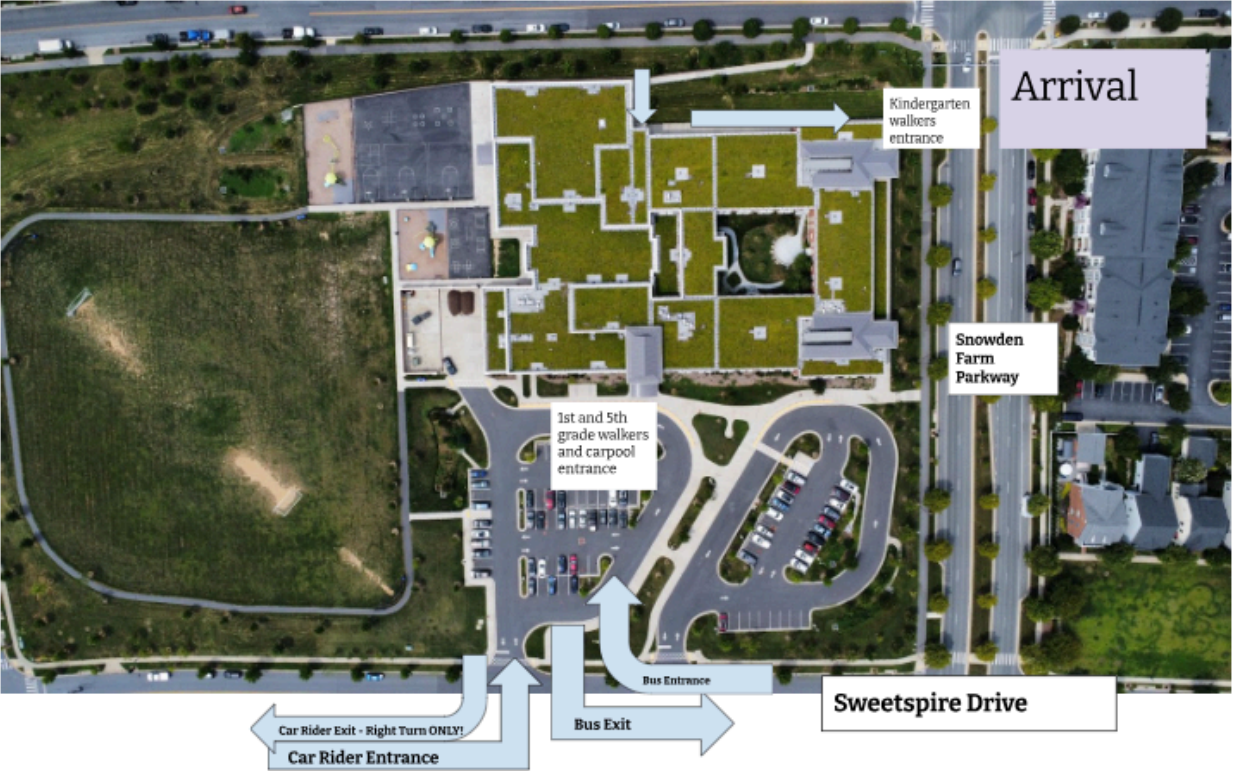 Arrival
Kindergarten
walkers
entrance
Snowden
Farm
Parkway
1st and 5th
grade walkers
and carpool
entrance
Bus Entrance
Sweetspire Drive
Bus Exit
Car Rider Exit - Right Turn ONLY!
Car Rider Entrance